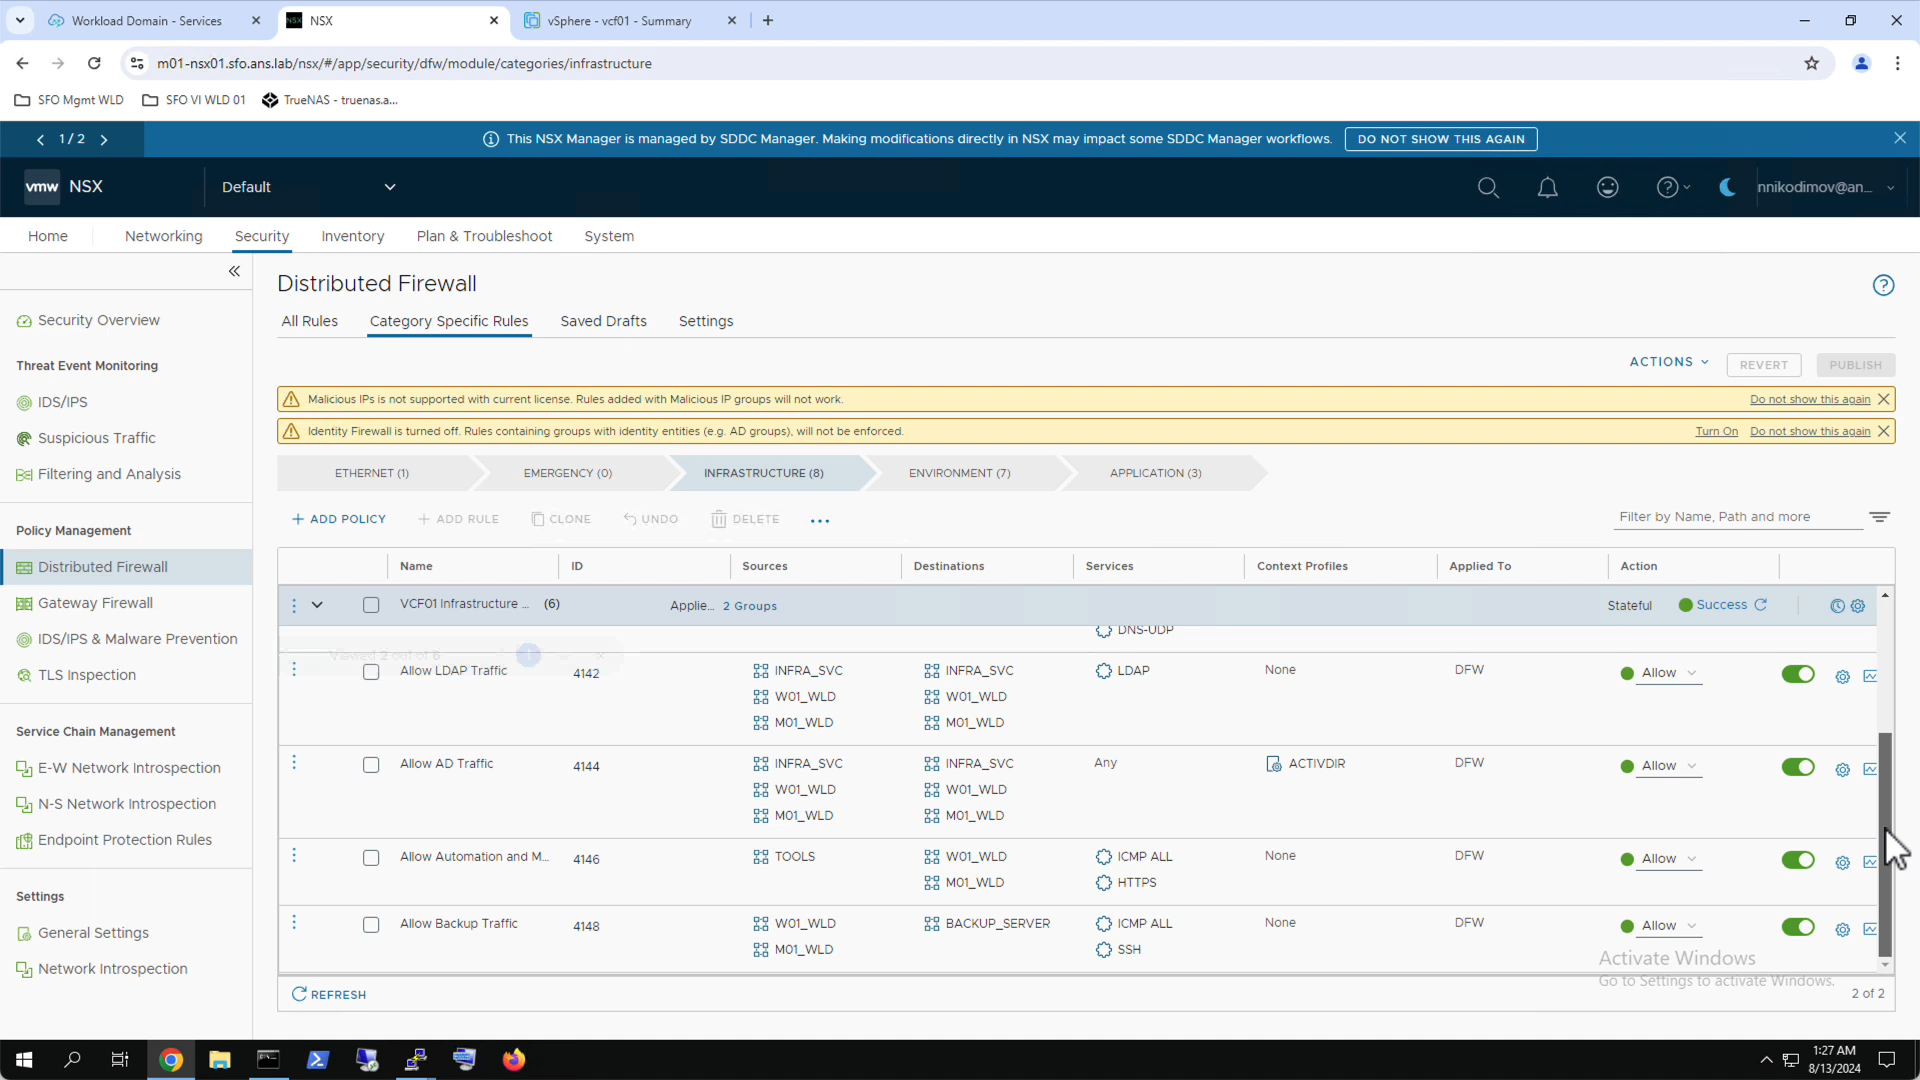 Workload Domain - Services
NSX
NSX
vSphere - vcf01 - Summary
m01-nsx01.sfo.ans.lab/nsx/#/app/security/dfw/module/categories/infrastructure
SFO Mgmt WLD
SFO VI WLD 01
TrueNAS - truenas.a...
1 / 2
This NSX Manager is managed by SDDC Manager. Making modifications directly in NSX may impact some SDDC Manager workflows.
DO NOT SHOW THIS AGAIN
vmw NSX
Default
nnikodimov@an...
Home
Networking
Security
Inventory
Plan & Troubleshoot
System
Security Overview
Threat Event Monitoring
IDS/IPS
Suspicious Traffic
Filtering and Analysis
Policy Management
Distributed Firewall
Gateway Firewall
IDS/IPS & Malware Prevention
TLS Inspection
Service Chain Management
E-W Network Introspection
N-S Network Introspection
Endpoint Protection Rules
Settings
General Settings
Network Introspection
Distributed Firewall
All Rules
Category Specific Rules
Saved Drafts
Settings
ACTIONS
REVERT
PUBLISH
Malicious IPs is not supported with current license. Rules added with Malicious IP groups will not work.
Do not show this again
Identity Firewall is turned off. Rules containing groups with identity entities (e.g. AD groups), will not be enforced.
Turn On
Do not show this again
ETHERNET (1)
EMERGENCY (0)
INFRASTRUCTURE (8)
ENVIRONMENT (7)
APPLICATION (3)
+ ADD POLICY
+ ADD RULE
CLONE
UNDO
DELETE
...
Filter by Name, Path and more
Name
ID
Sources
Destinations
Services
Context Profiles
Applied To
Action
VCF01 Infrastructure ... (6)
Applie... 2 Groups
Stateful
Success
DNS-UDP
Viewed 2 out of 8
Allow LDAP Traffic
4142
INFRA_SVC
W01_WLD
M01_WLD
INFRA_SVC
W01_WLD
M01_WLD
LDAP
None
DFW
Allow
Allow AD Traffic
4144
INFRA_SVC
W01_WLD
M01_WLD
INFRA_SVC
W01_WLD
M01_WLD
Any
ACTIVDIR
DFW
Allow
Allow Automation and M...
4146
TOOLS
W01_WLD
M01_WLD
ICMP ALL
HTTPS
None
DFW
Allow
Allow Backup Traffic
4148
W01_WLD
M01_WLD
BACKUP_SERVER
ICMP ALL
SSH
None
DFW
Allow
Activate Windows
Go to Settings to activate Windows.
REFRESH
2 of 2
1:27 AM
8/13/2024